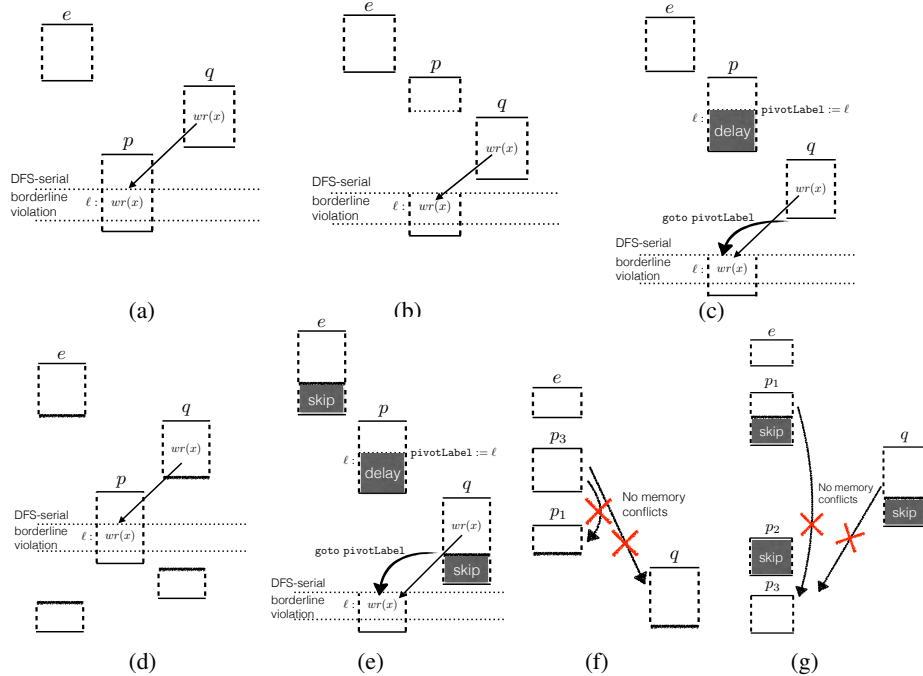 e
q
wr(x)
p
DFS-serial
borderline
violation
ℓ :
wr(x)
(a)
e
p
q
wr(x)
DFS-serial
borderline
violation
ℓ :
wr(x)
(b)
e
p
pivotLabel := ℓ
ℓ :
delay
q
wr(x)
goto pivotLabel
DFS-serial
borderline
violation
ℓ :
wr(x)
(c)
e
q
wr(x)
p
DFS-serial
borderline
violation
ℓ :
wr(x)
(d)
e
skip
p
pivotLabel := ℓ
ℓ :
delay
q
wr(x)
goto pivotLabel
skip
DFS-serial
borderline
violation
ℓ :
wr(x)
(e)
e
p3
No memory
conflicts
p1
q
(f)
e
p1
skip
q
No memory
conflicts
skip
p2
skip
p3
(g)